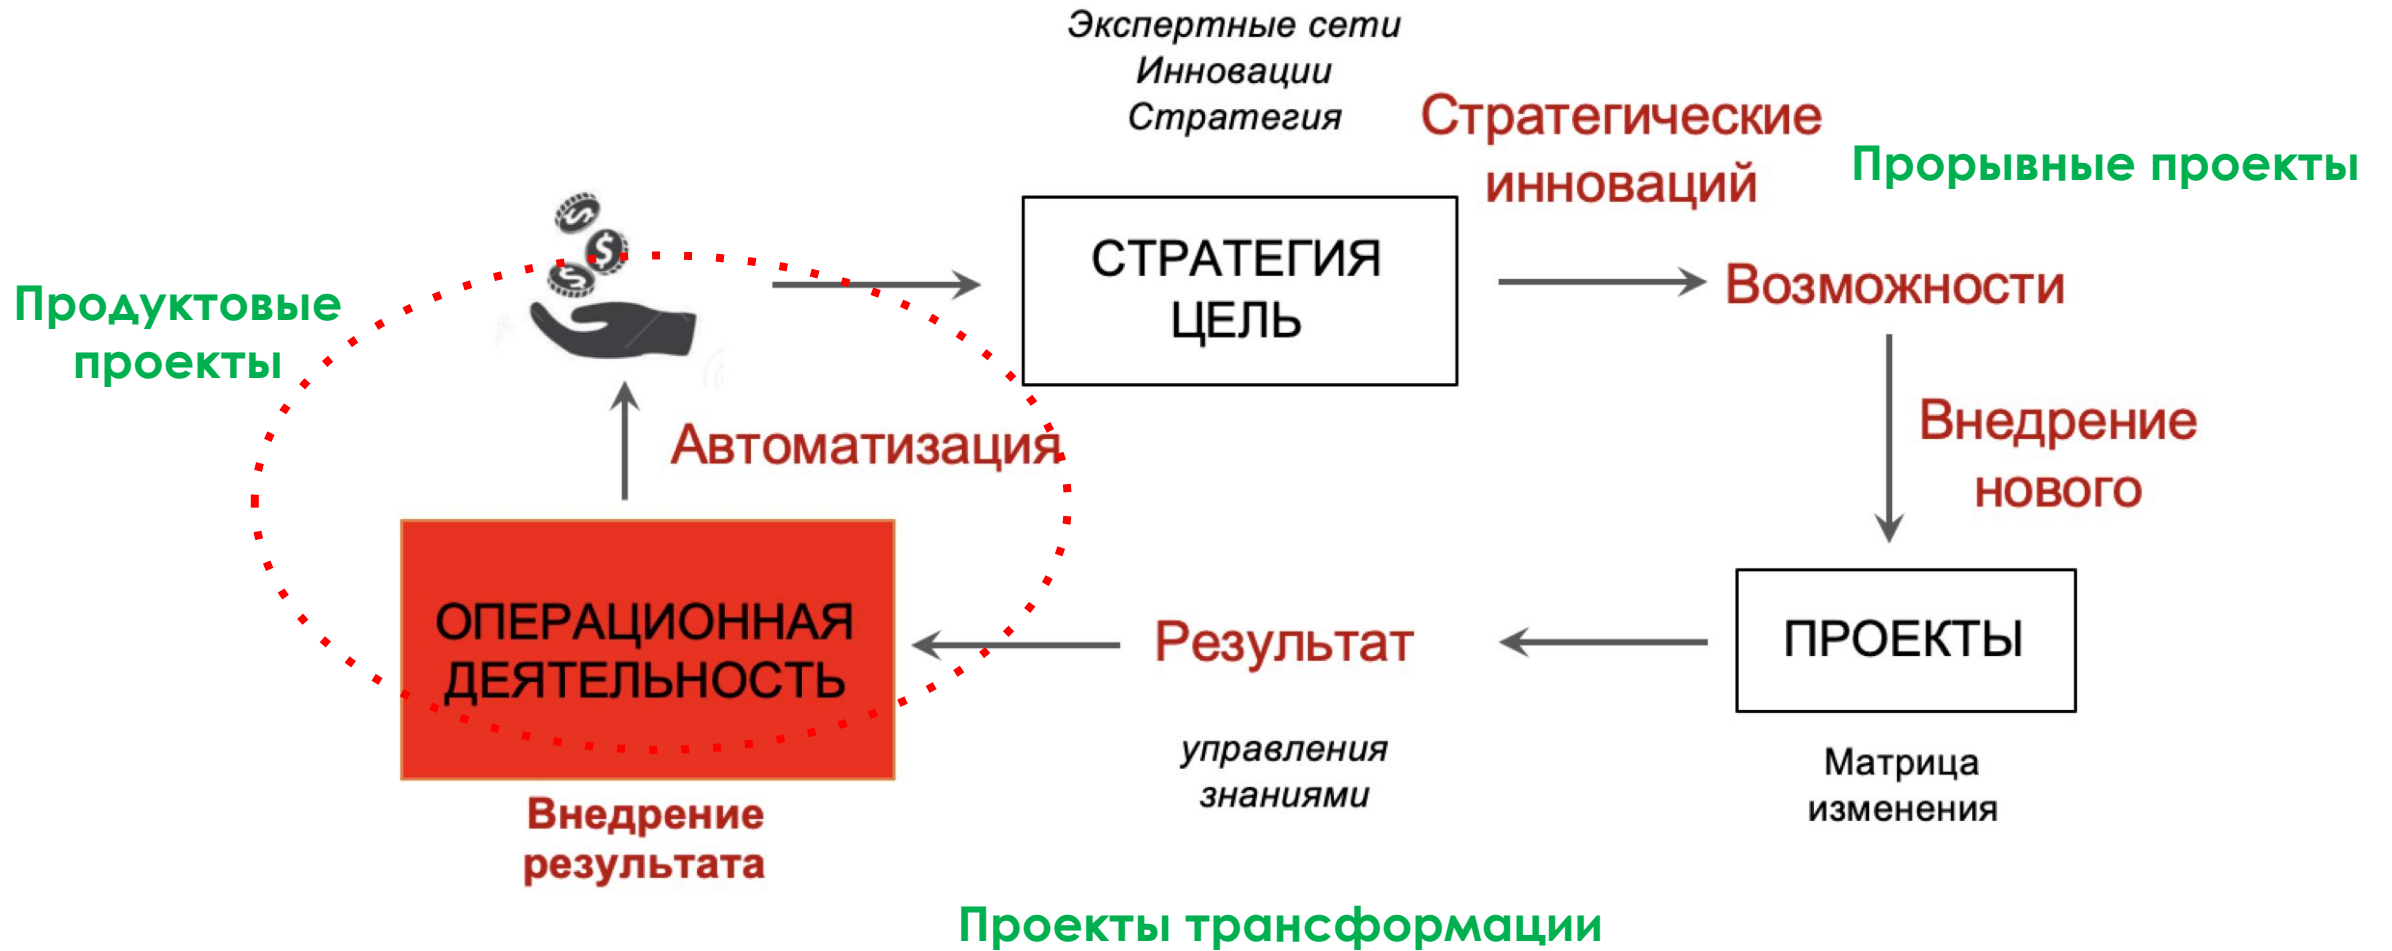 Экспертные сети
Инновации
Стратегия
Стратегические
инноваций
Прорывные проекты
СТРАТЕГИЯ
ЦЕЛЬ
Возможности
Продуктовые
проекты
Автоматизация
Внедрение
нового
ОПЕРАЦИОННАЯ
ДЕЯТЕЛЬНОСТЬ
Результат
ПРОЕКТЫ
управления
знаниями
Матрица
изменения
Внедрение
результата
Проекты трансформации